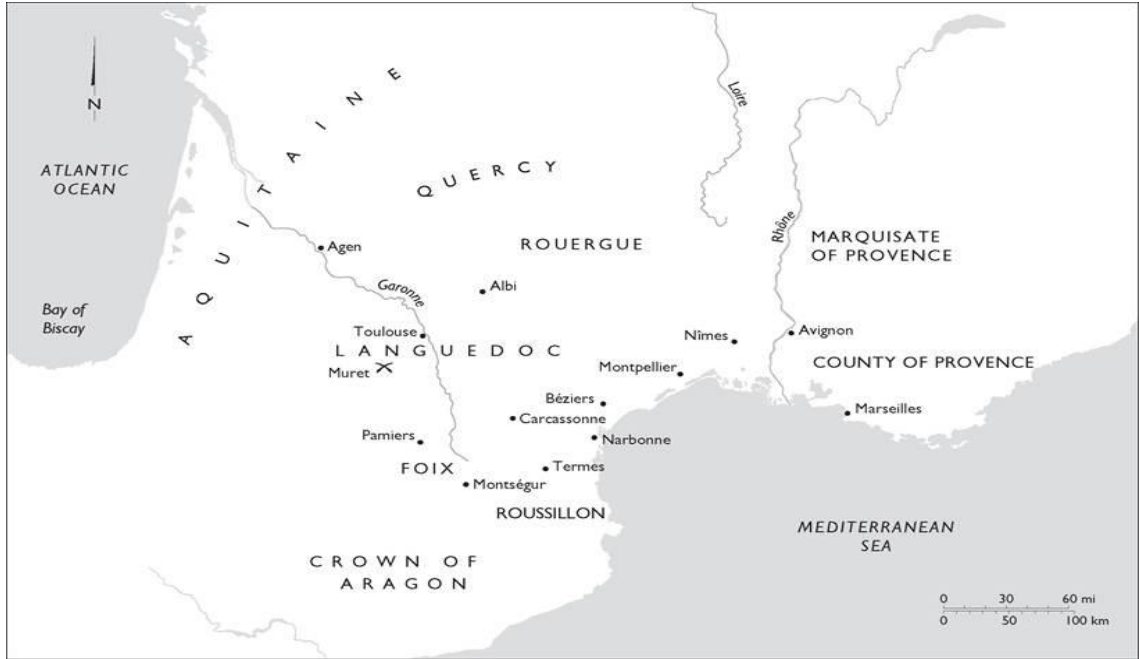 N
ATLANTIC
OCEAN
Bay of
Biscay
AQUITAINE
QUERCY
ROUERGUE
Loire
Rhône
MARQUISATE
OF PROVENCE
Agen
Garonne
Albi
Toulouse
LANGUEDOC
Muret
Nîmes
Avignon
Montpellier
COUNTY OF PROVENCE
Béziers
Carcassonne
Marseilles
Pamiers
Narbonne
FOIX
Termes
Montségur
ROUSSILLON
MEDITERRANEAN
SEA
CROWN OF
ARAGON
0 30 60 mi
0 50 100 km